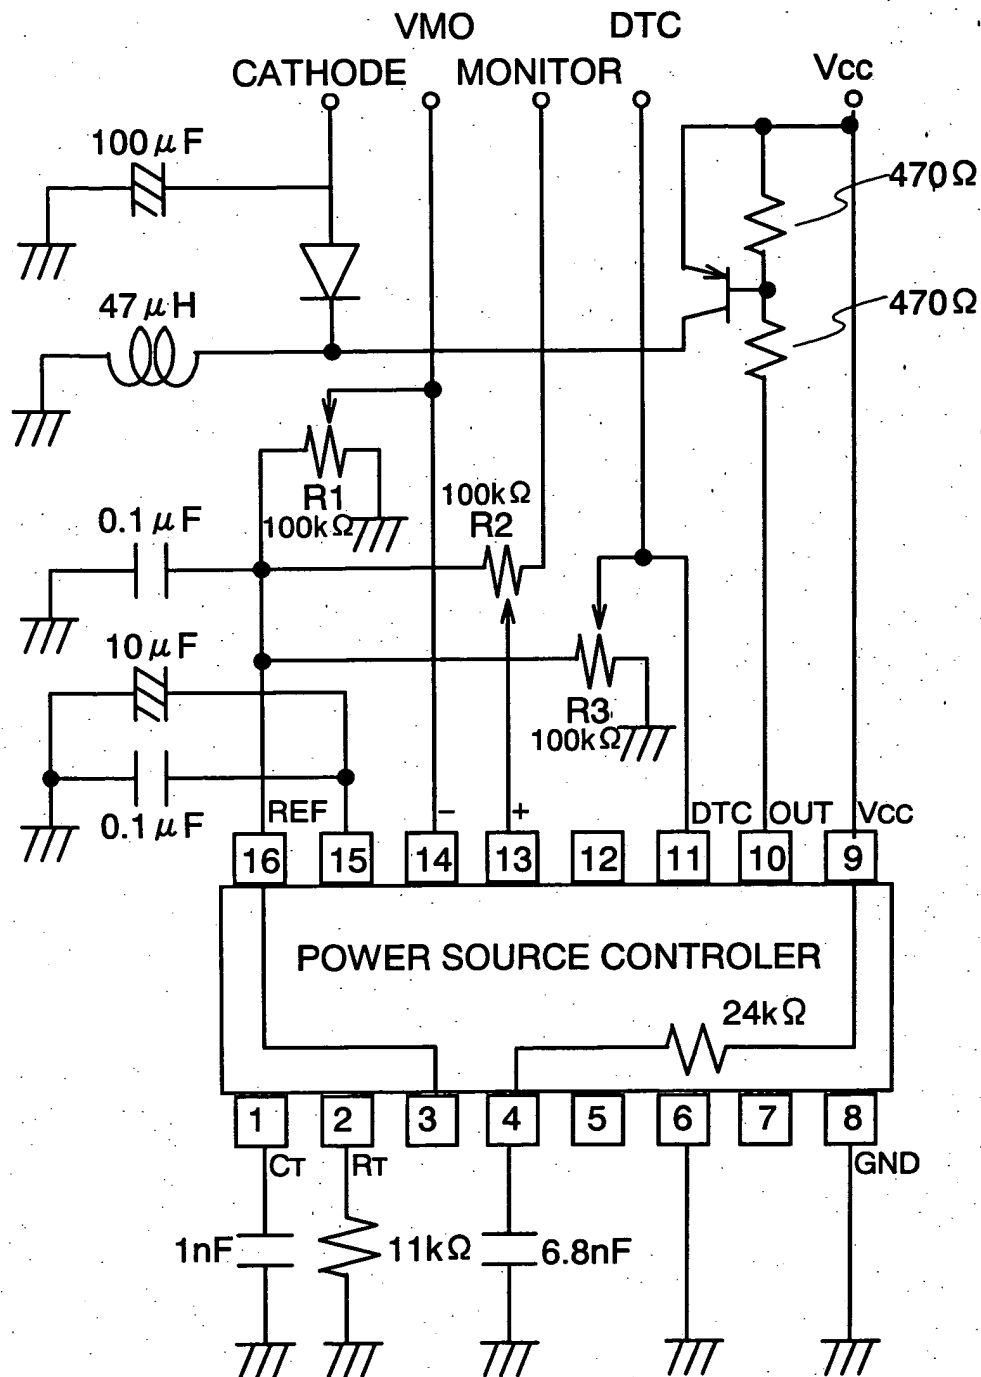 VMO
DTC
CATHODE
MONITOR
Vcc
100μF
470Ω
47μH
470Ω
R1
100kΩ
100kΩ
R2
0.1μF
10μF
R3
100kΩ
0.1μF
REF
−
+
DTC
OUT
Vcc
16
15
14
13
12
11
10
9
POWER SOURCE CONTROLER
24kΩ
1
2
3
4
5
6
7
8
CT
RT
GND
1nF
11kΩ
6.8nF